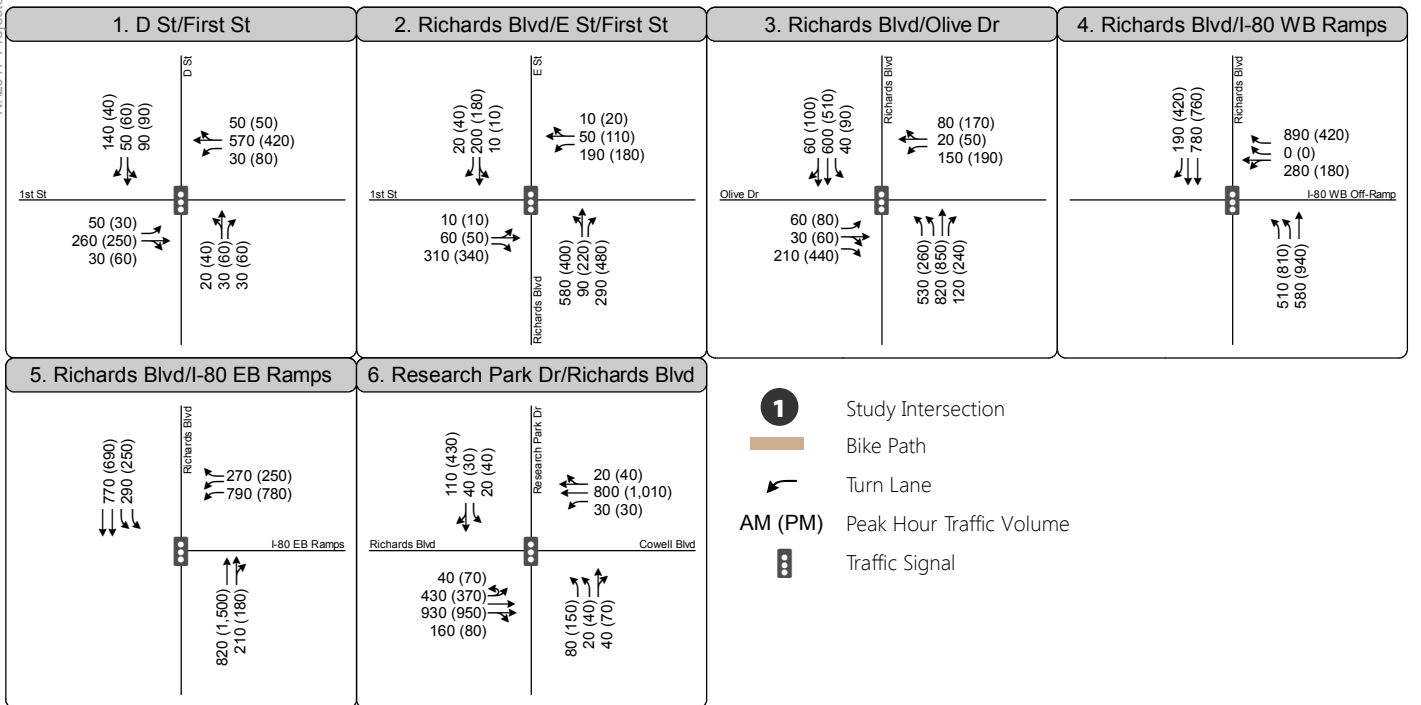 1. D St/First St
D St
140 (40)
50 (60)
90 (90)
50 (50)
570 (420)
30 (80)
1st St
50 (30)
260 (250)
30 (60)
20 (40)
30 (60)
30 (60)
2. Richards Blvd/E St/First St
E St
20 (40)
200 (180)
10 (10)
10 (20)
50 (110)
190 (180)
1st St
10 (10)
60 (50)
310 (340)
Richards Blvd
580 (400)
90 (220)
290 (480)
3. Richards Blvd/Olive Dr
Richards Blvd
60 (100)
600 (510)
40 (90)
80 (170)
20 (50)
150 (190)
Olive Dr
60 (80)
30 (60)
210 (440)
530 (260)
820 (850)
120 (240)
4. Richards Blvd/I-80 WB Ramps
Richards Blvd
190 (420)
780 (760)
890 (420)
0 (0)
280 (180)
I-80 WB Off-Ramp
510 (810)
580 (940)
5. Richards Blvd/I-80 EB Ramps
Richards Blvd
770 (690)
290 (250)
270 (250)
790 (780)
I-80 EB Ramps
820 (1,500)
210 (180)
6. Research Park Dr/Richards Blvd
Research Park Dr
110 (430)
40 (30)
20 (40)
20 (40)
800 (1,010)
30 (30)
Richards Blvd
Cowell Blvd
40 (70)
430 (370)
930 (950)
160 (80)
80 (150)
20 (40)
40 (70)
1 Study Intersection
Bike Path
Turn Lane
AM (PM) Peak Hour Traffic Volume
Traffic Signal